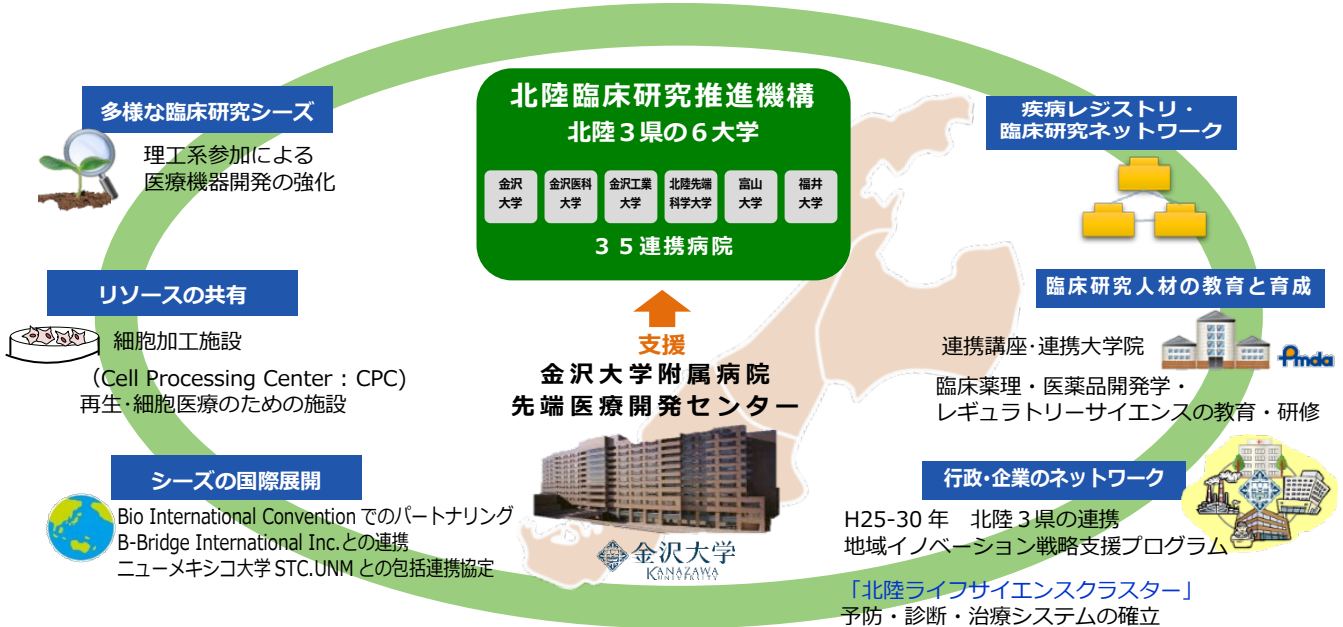 北陸臨床研究推進機構
北陸3県の6大学
金沢
大学
金沢医科
大学
金沢工業
大学
北陸先端
科学大学
富山
大学
福井
大学
35連携病院
支援
金沢大学附属病院
先端医療開発センター
金沢大学
KANAZAWA
UNIVERSITY
多様な臨床研究シーズ
理工系参加による
医療機器開発の強化
リソースの共有
細胞加工施設
(Cell Processing Center : CPC)
再生・細胞医療のための施設
シーズの国際展開
Bio International Convention でのパートナリング
B-Bridge International Inc.との連携
ニューメキシコ大学 STC.UNM との包括連携協定
疾病レジストリ・
臨床研究ネットワーク
臨床研究人材の教育と育成
連携講座・連携大学院
Pmda
臨床薬理・医薬品開発学・
レギュラトリーサイエンスの教育・研修
行政・企業のネットワーク
H25-30 年 北陸3県の連携
地域イノベーション戦略支援プログラム
「北陸ライフサイエンスクラスター」
予防・診断・治療システムの確立